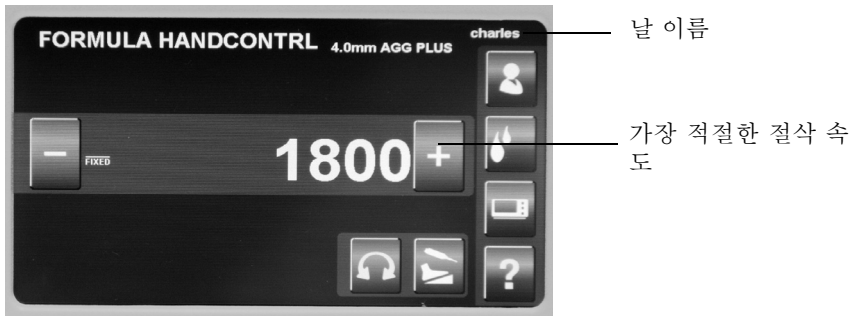 FORMULA HANDCONTRL 4.0mm AGG PLUS charles
날 이름
FIXED
1800
가장 적절한 절삭 속
도
?